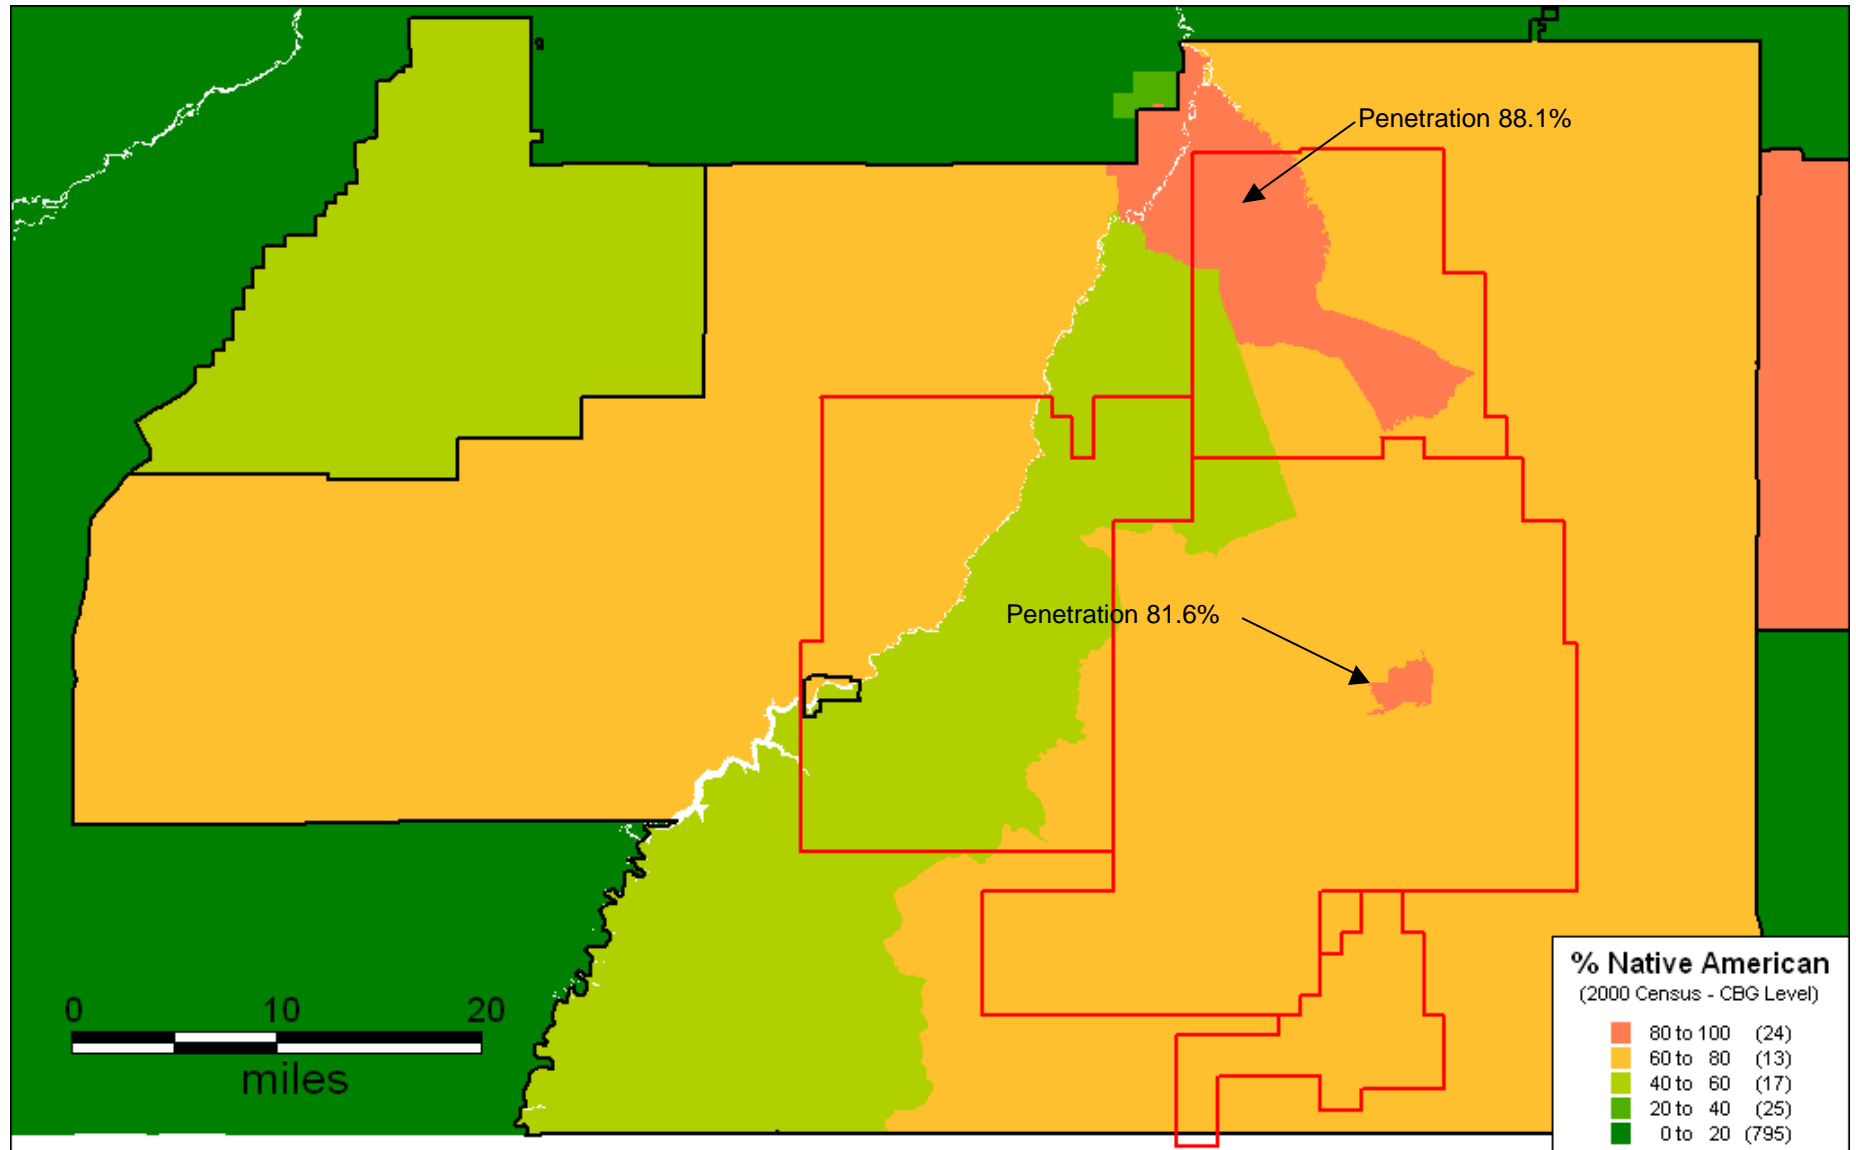 Penetration 88.1%
Penetration 81.6%
0 10 20
miles
% Native American
(2000 Census - CBG Level)
80 to 100 (24)
60 to 80 (13)
40 to 60 (17)
20 to 40 (25)
0 to 20 (795)